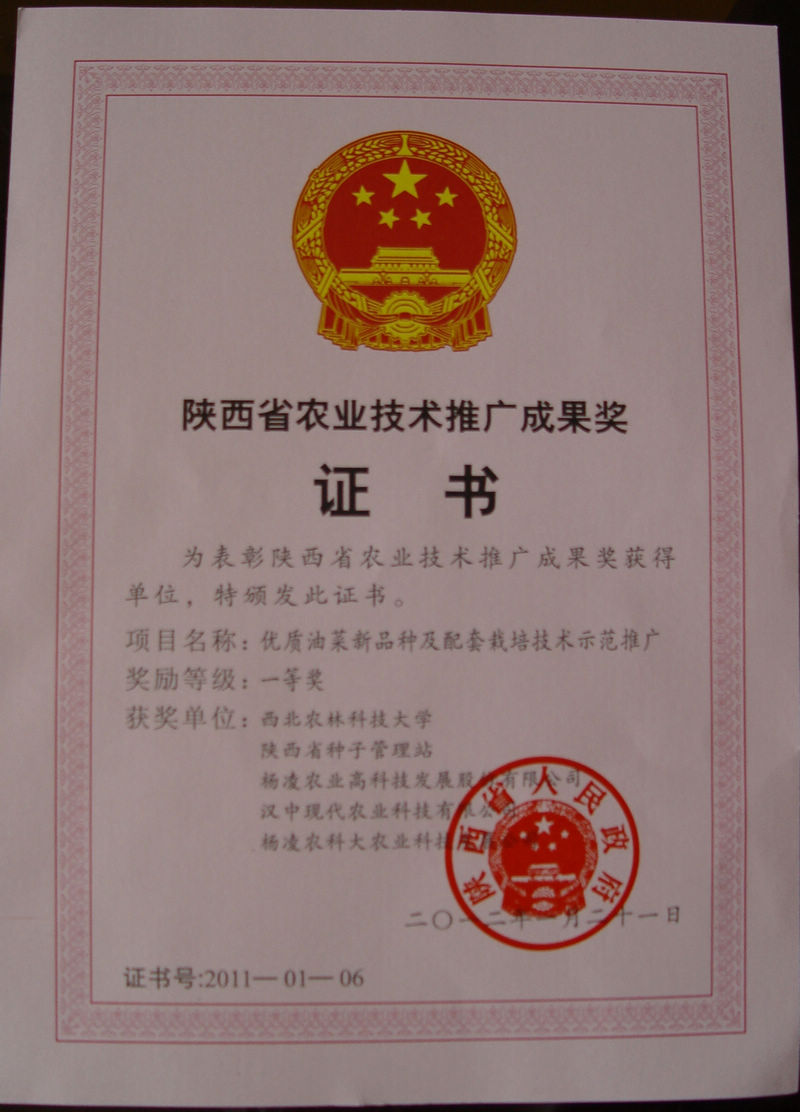 陕西省农业技术推广成果奖
证 书
为表彰陕西省农业技术推广成果奖获得
单位，特颁发此证书。
项目名称：优质油菜新品种及配套栽培技术示范推广
奖励等级：一等奖
获奖单位：西北农林科技大学
陕西省种子管理站
杨凌农业高科技发展股份有限公司
汉中现代农业科技有限公司
杨凌农科大农业科技
陕西省人民政府
二〇一二年一月二十一日
证书号:2011—01—06